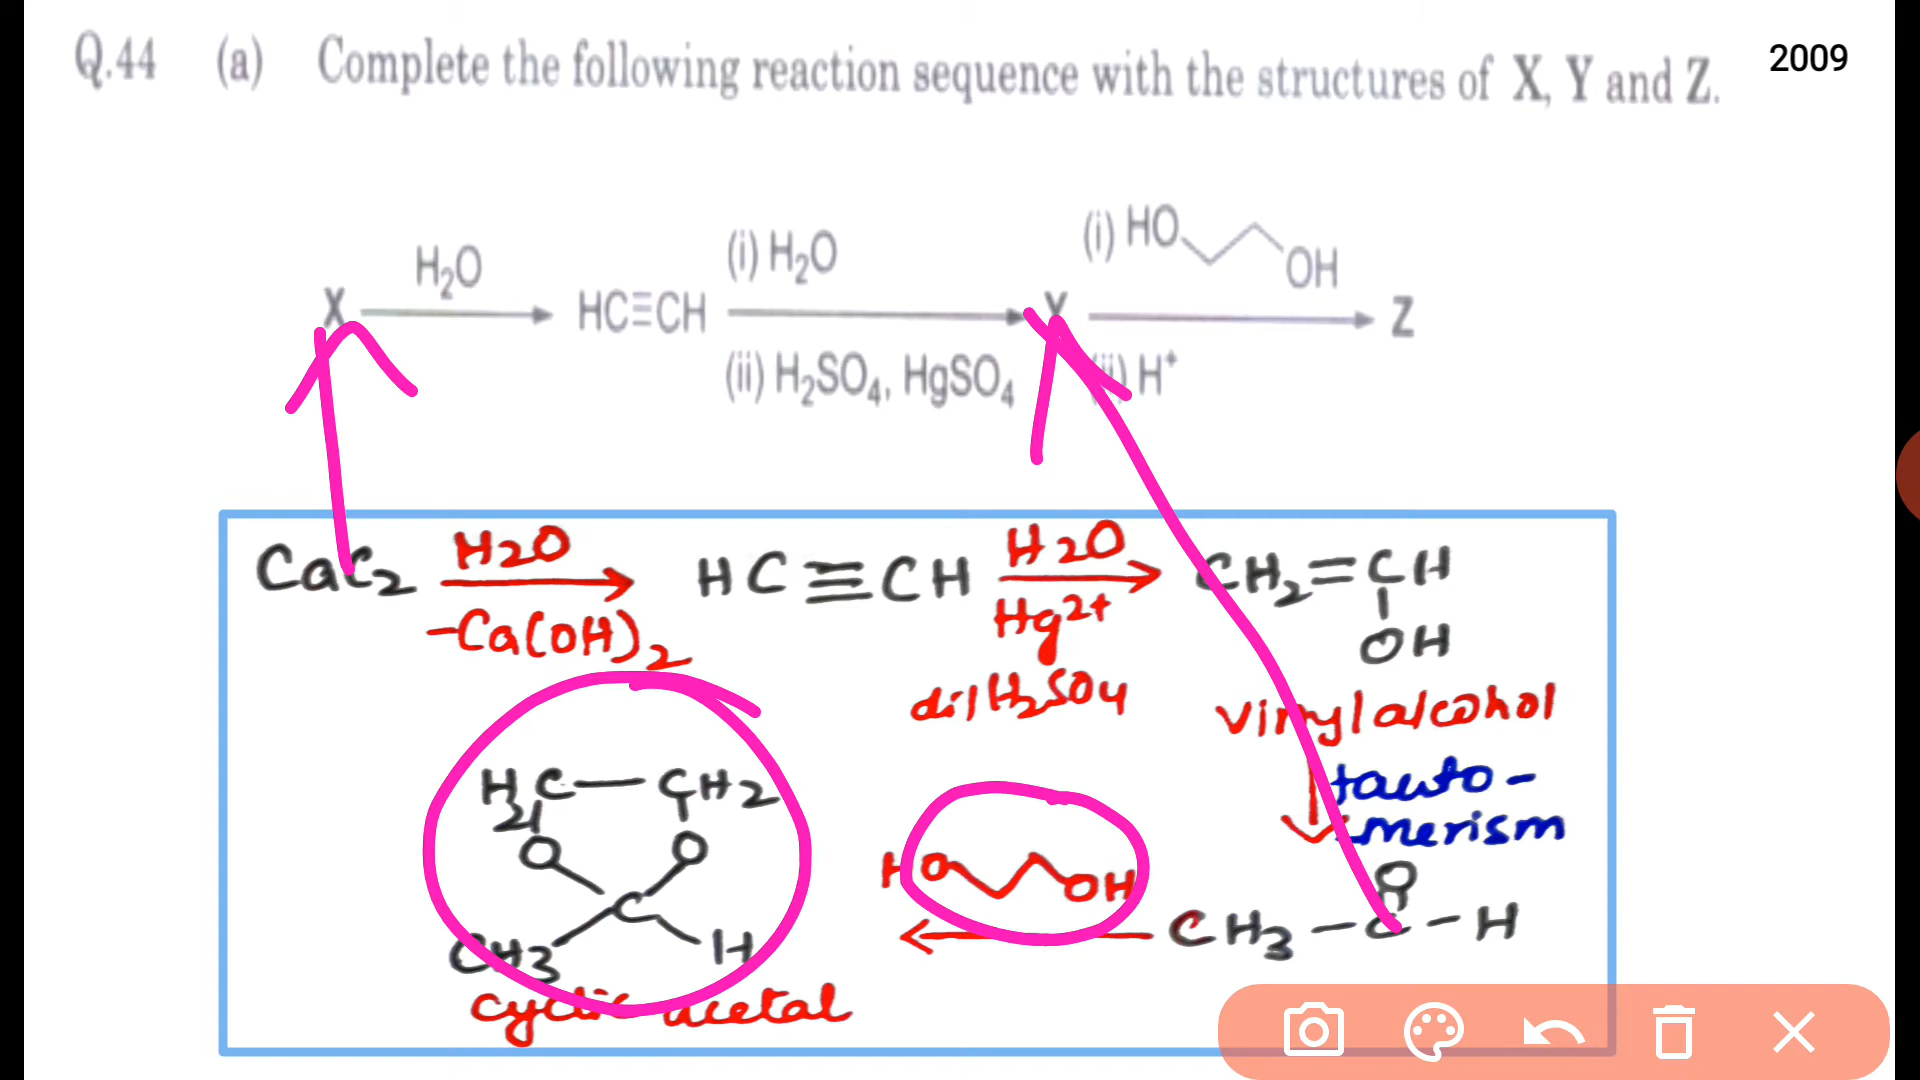 Q.44 (a) Complete the following reaction sequence with the structures of X, Y and Z. 2009
X H₂O HC≡CH (i) H₂O Y (i) HO OH Z
(ii) H₂SO₄, HgSO₄ (ii) H⁺
CaC₂ H₂O HC≡CH H₂O CH₂=CH
-Ca(OH)₂ Hg²⁺ OH
dil H₂SO₄ vinylalcohol
tauto-
merism
H₂C—CH₂
O O HO OH O
C CH₃—C—H
CH₃ H
cyclic acetal